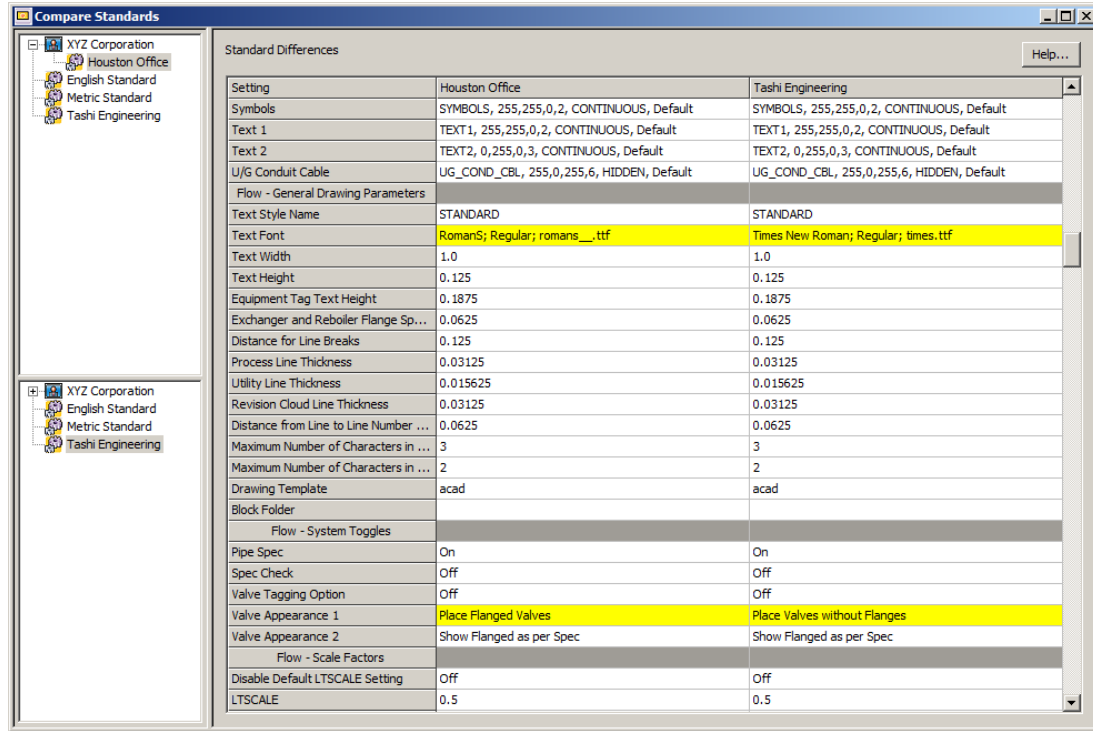 Compare Standards
XYZ Corporation
Houston Office
English Standard
Metric Standard
Tashi Engineering
XYZ Corporation
English Standard
Metric Standard
Tashi Engineering
Standard Differences
Help...
Setting Houston Office Tashi Engineering
Symbols SYMBOLS, 255,255,0,2, CONTINUOUS, Default SYMBOLS, 255,255,0,2, CONTINUOUS, Default
Text 1 TEXT1, 255,255,0,2, CONTINUOUS, Default TEXT1, 255,255,0,2, CONTINUOUS, Default
Text 2 TEXT2, 0,255,0,3, CONTINUOUS, Default TEXT2, 0,255,0,3, CONTINUOUS, Default
U/G Conduit Cable UG_COND_CBL, 255,0,255,6, HIDDEN, Default UG_COND_CBL, 255,0,255,6, HIDDEN, Default
Flow - General Drawing Parameters
Text Style Name STANDARD STANDARD
Text Font RomanS; Regular; romans__.ttf Times New Roman; Regular; times.ttf
Text Width 1.0 1.0
Text Height 0.125 0.125
Equipment Tag Text Height 0.1875 0.1875
Exchanger and Reboiler Flange Sp... 0.0625 0.0625
Distance for Line Breaks 0.125 0.125
Process Line Thickness 0.03125 0.03125
Utility Line Thickness 0.015625 0.015625
Revision Cloud Line Thickness 0.03125 0.03125
Distance from Line to Line Number ... 0.0625 0.0625
Maximum Number of Characters in ... 3 3
Maximum Number of Characters in ... 2 2
Drawing Template acad acad
Block Folder
Flow - System Toggles
Pipe Spec On On
Spec Check Off Off
Valve Tagging Option Off Off
Valve Appearance 1 Place Flanged Valves Place Valves without Flanges
Valve Appearance 2 Show Flanged as per Spec Show Flanged as per Spec
Flow - Scale Factors
Disable Default LTSCALE Setting Off Off
LTSCALE 0.5 0.5